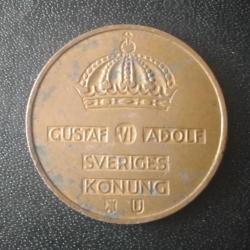 GUSTAF VI ADOLF
SVERIGES
KONUNG
U